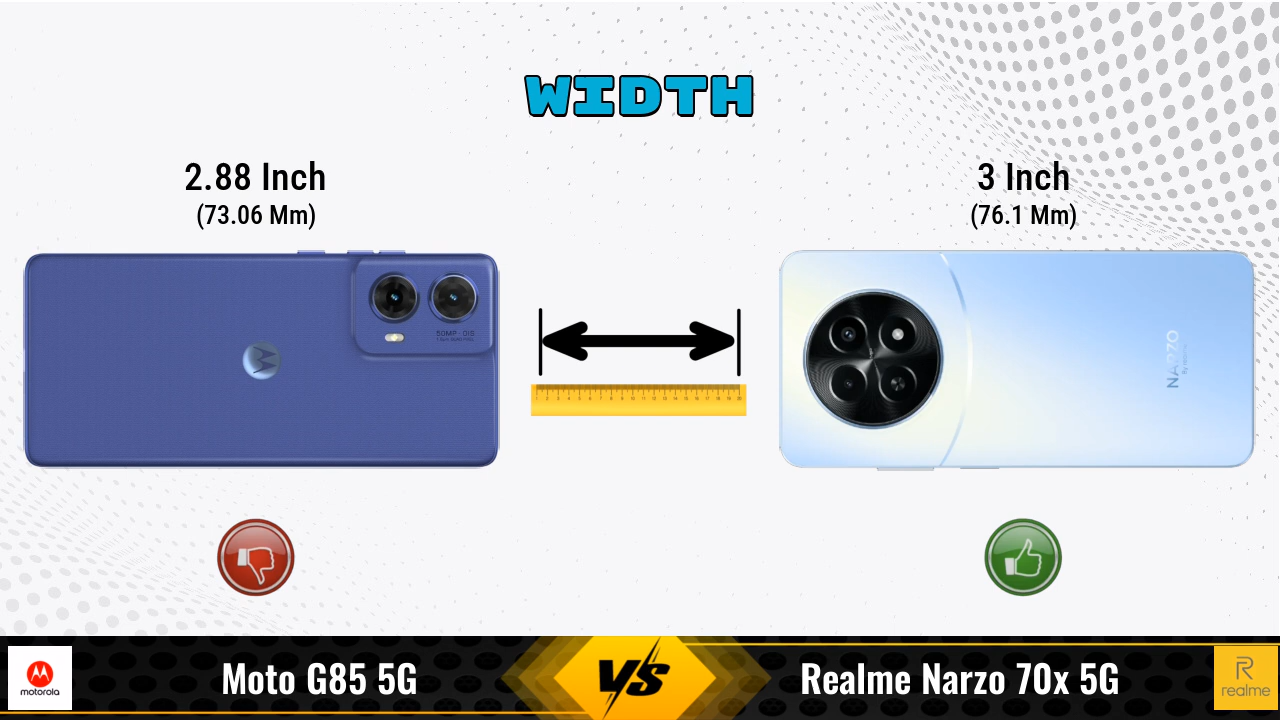 WIDTH
2.88 Inch
(73.06 Mm)
3 Inch
(76.1 Mm)
50MP - OIS
NARZO
Moto G85 5G
VS
Realme Narzo 70x 5G
motorola
realme